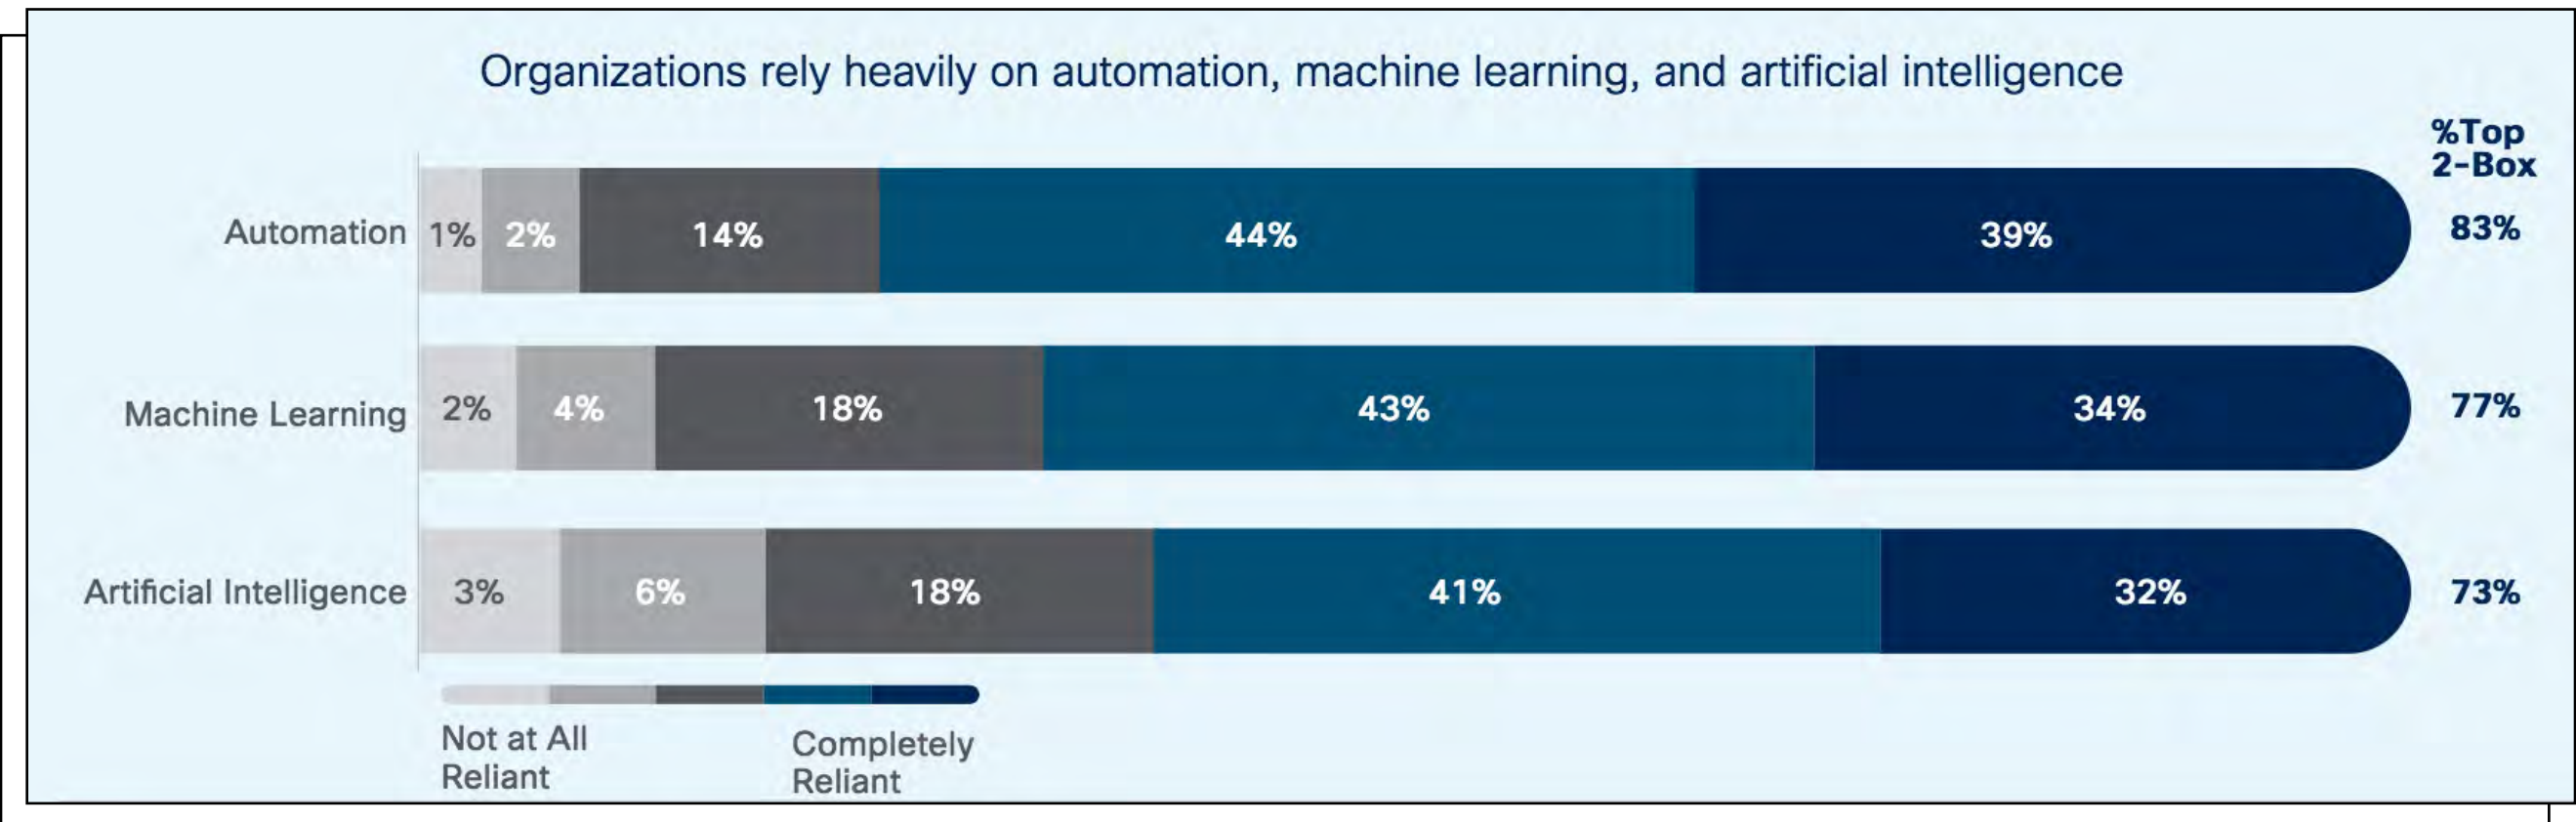 Organizations rely heavily on automation, machine learning, and artificial intelligence
%Top
2-Box
Automation 1% 2% 14% 44% 39% 83%
Machine Learning 2% 4% 18% 43% 34% 77%
Artificial Intelligence 3% 6% 18% 41% 32% 73%
Not at All
Reliant
Completely
Reliant